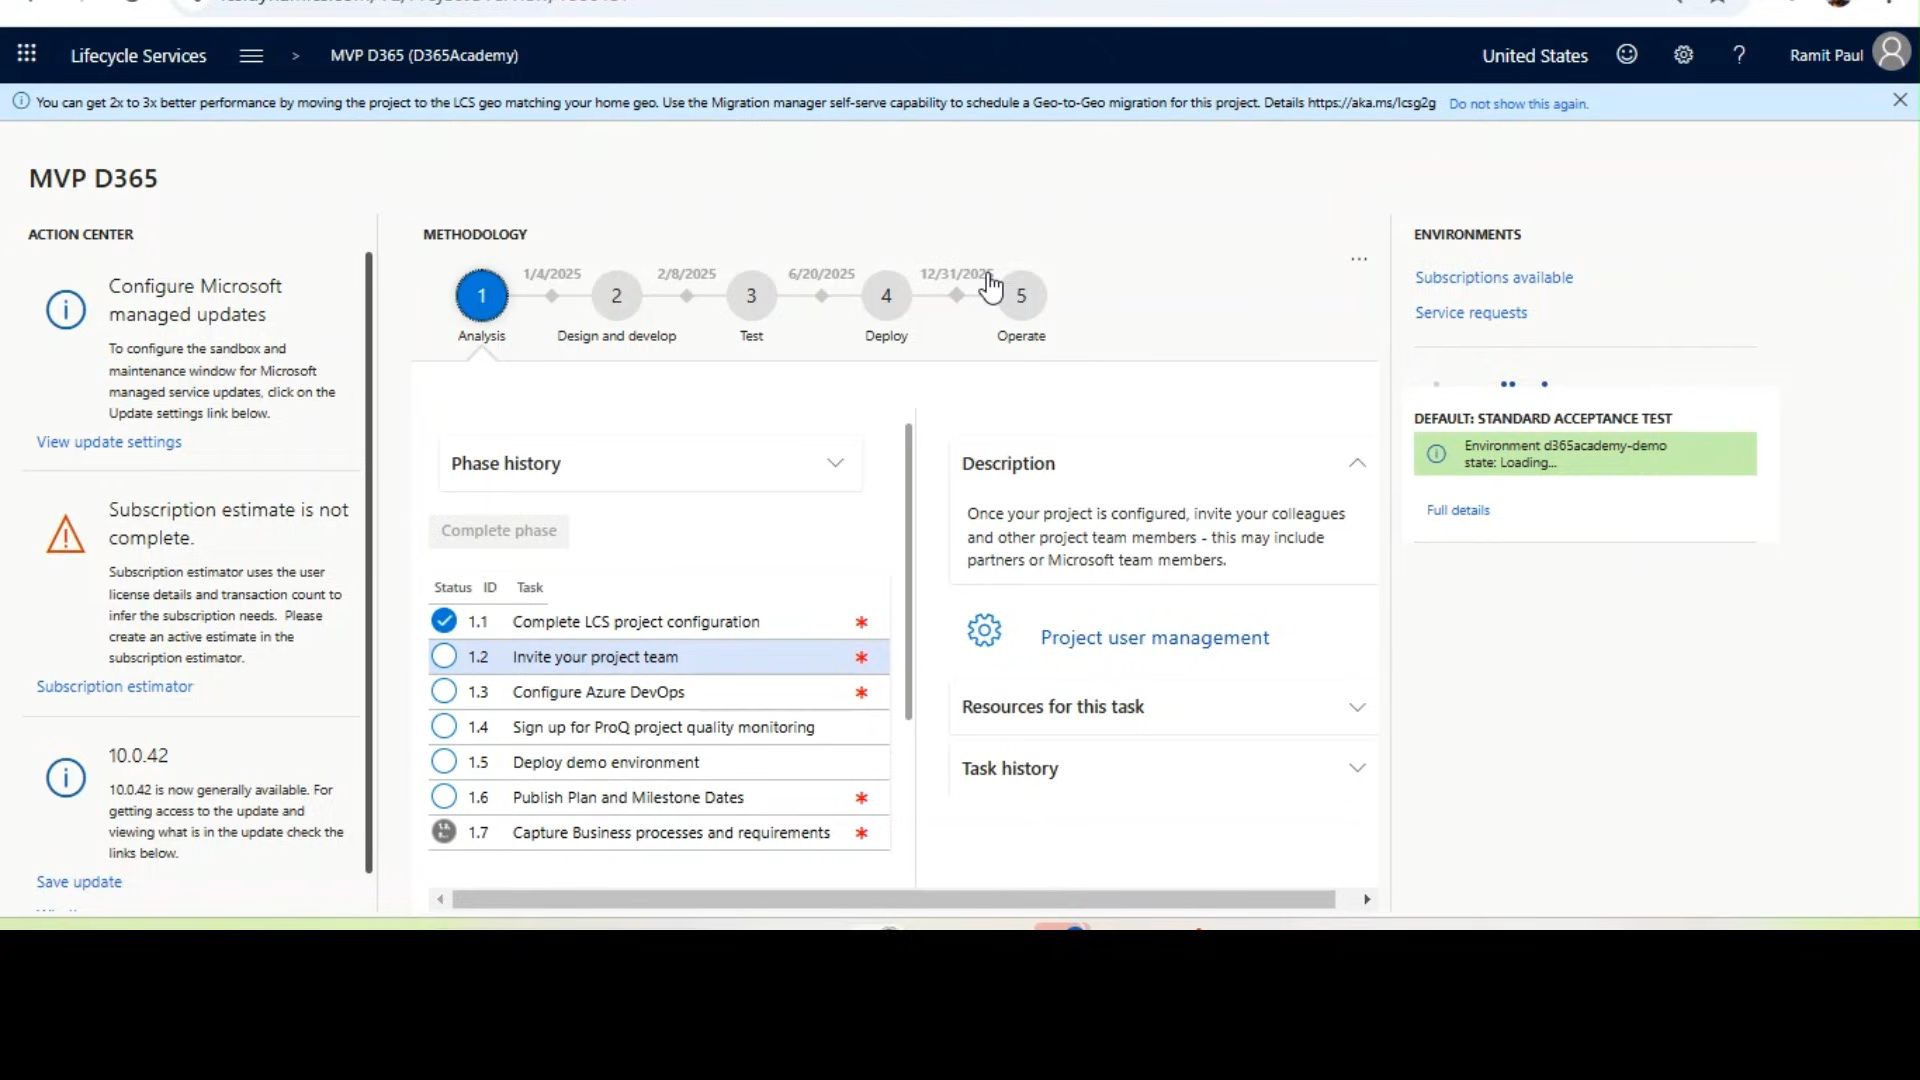 Lifecycle Services > MVP D365 (D365Academy) United States ? Ramit Paul
You can get 2x to 3x better performance by moving the project to the LCS geo matching your home geo. Use the Migration manager self-serve capability to schedule a Geo-to-Geo migration for this project. Details https://aka.ms/lcsg2g Do not show this again.
MVP D365
ACTION CENTER
Configure Microsoft
managed updates
To configure the sandbox and
maintenance window for Microsoft
managed service updates, click on the
Update settings link below.
View update settings
Subscription estimate is not
complete.
Subscription estimator uses the user
license details and transaction count to
infer the subscription needs. Please
create an active estimate in the
subscription estimator.
Subscription estimator
10.0.42
10.0.42 is now generally available. For
getting access to the update and
viewing what is in the update check the
links below.
Save update
METHODOLOGY
...
1/4/2025 2/8/2025 6/20/2025
1 2 3 4 5
Analysis Design and develop Test Deploy Operate
Phase history
Complete phase
Status ID Task
1.1 Complete LCS project configuration *
1.2 Invite your project team *
1.3 Configure Azure DevOps *
1.4 Sign up for ProQ project quality monitoring
1.5 Deploy demo environment
1.6 Publish Plan and Milestone Dates *
1.7 Capture Business processes and requirements *
Description
Once your project is configured, invite your colleagues
and other project team members - this may include
partners or Microsoft team members.
Project user management
Resources for this task
Task history
ENVIRONMENTS
Subscriptions available
Service requests
DEFAULT: STANDARD ACCEPTANCE TEST
Environment d365academy-demo
state: Loading...
Full details